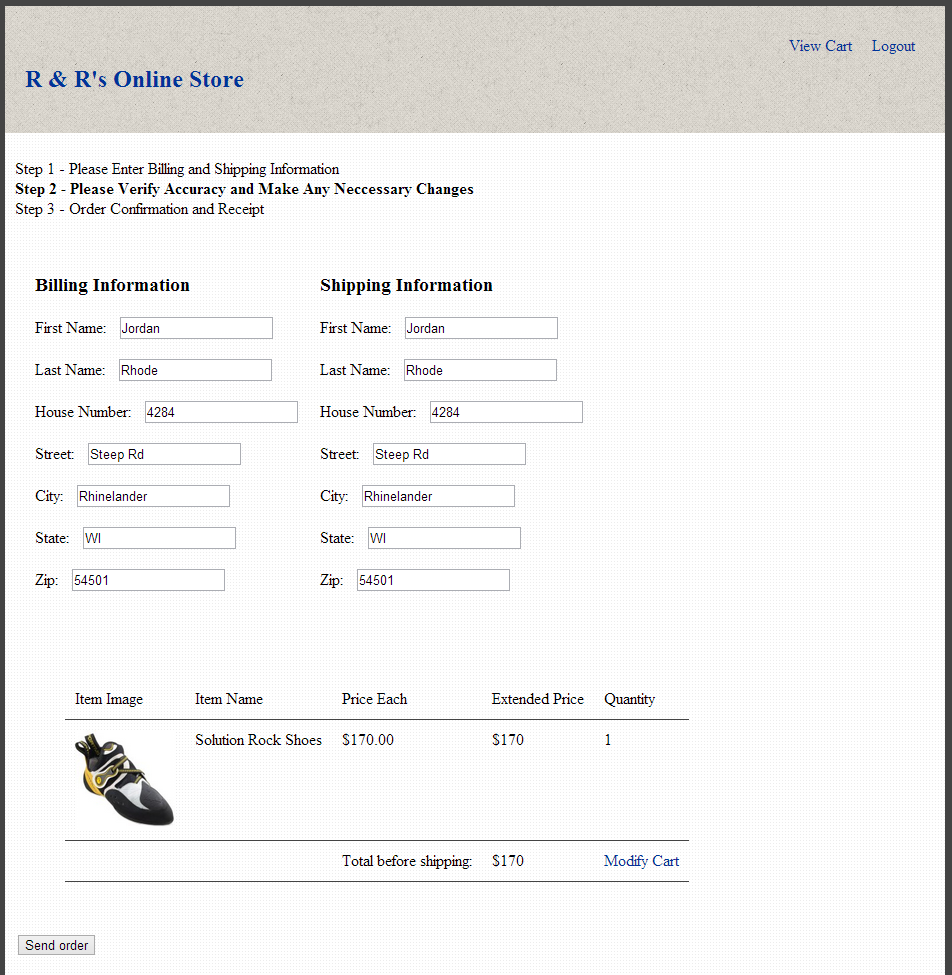 View Cart Logout
R & R's Online Store
Step 1 - Please Enter Billing and Shipping Information
Step 2 - Please Verify Accuracy and Make Any Neccessary Changes
Step 3 - Order Confirmation and Receipt
Billing Information
First Name: Jordan
Last Name: Rhode
House Number: 4284
Street: Steep Rd
City: Rhinelander
State: WI
Zip: 54501
Shipping Information
First Name: Jordan
Last Name: Rhode
House Number: 4284
Street: Steep Rd
City: Rhinelander
State: WI
Zip: 54501
Item Image Item Name Price Each Extended Price Quantity
Solution Rock Shoes $170.00 $170 1
Total before shipping: $170 Modify Cart
Send order